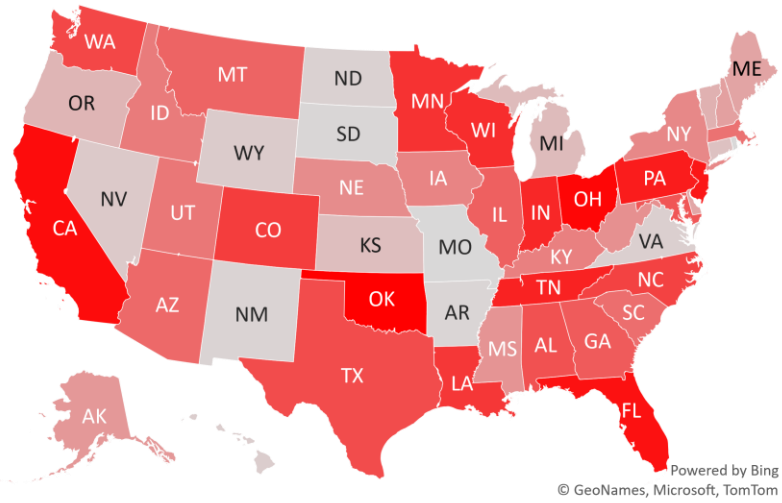 WA
MT
ND
MN
ME
OR
ID
SD
WI
MI
NY
WY
NV
NE
IA
PA
UT
CO
IL
IN
OH
CA
KS
MO
KY
VA
AZ
NM
OK
AR
TN
NC
SC
MS
AL
GA
TX
LA
AK
FL
Powered by Bing
© GeoNames, Microsoft, TomTom